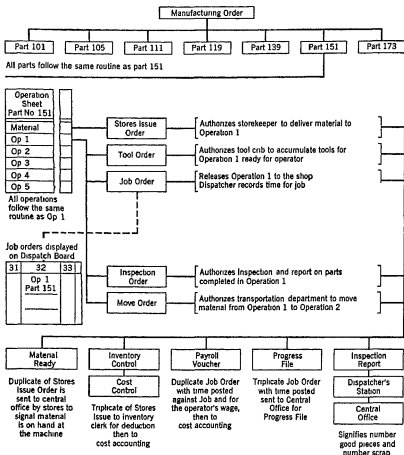 Manufacturing Order
Part 101
Part 105
Part 111
Part 119
Part 139
Part 151
Part 173
All parts follow the same routine as part 151
Operation
Sheet
Part No 151
Material
Op 1
Op 2
Op 3
Op 4
Op 5
All operations
follow the same
routine as Op 1
Stores Issue
Order
Authorizes storekeeper to deliver material to
Operation 1
Tool Order
Authorizes tool crib to accumulate tools for
Operation 1 ready for operator
Job Order
Releases Operation 1 to the shop
Dispatcher records time for job
Job orders displayed
on Dispatch Board
31 32 33
Op 1
Part 151
Inspection
Order
Authorizes Inspection and report on parts
completed in Operation 1
Move Order
Authorizes transportation department to move
material from Operation 1 to Operation 2
Material
Ready
Duplicate of Stores
Issue Order is
sent to central
office by stores to
signal material
is on hand at
the machine
Inventory
Control
Cost
Control
Triplicate of Stores
Issue to inventory
clerk for deduction
then to
cost accounting
Payroll
Voucher
Duplicate Job Order
with time posted
against Job and for
the operator's wage,
then to
cost accounting
Progress
File
Triplicate Job Order
with time posted
sent to Central
Office for
Progress File
Inspection
Report
Dispatcher's
Station
Central
Office
Signifies number
good pieces and
number scrap